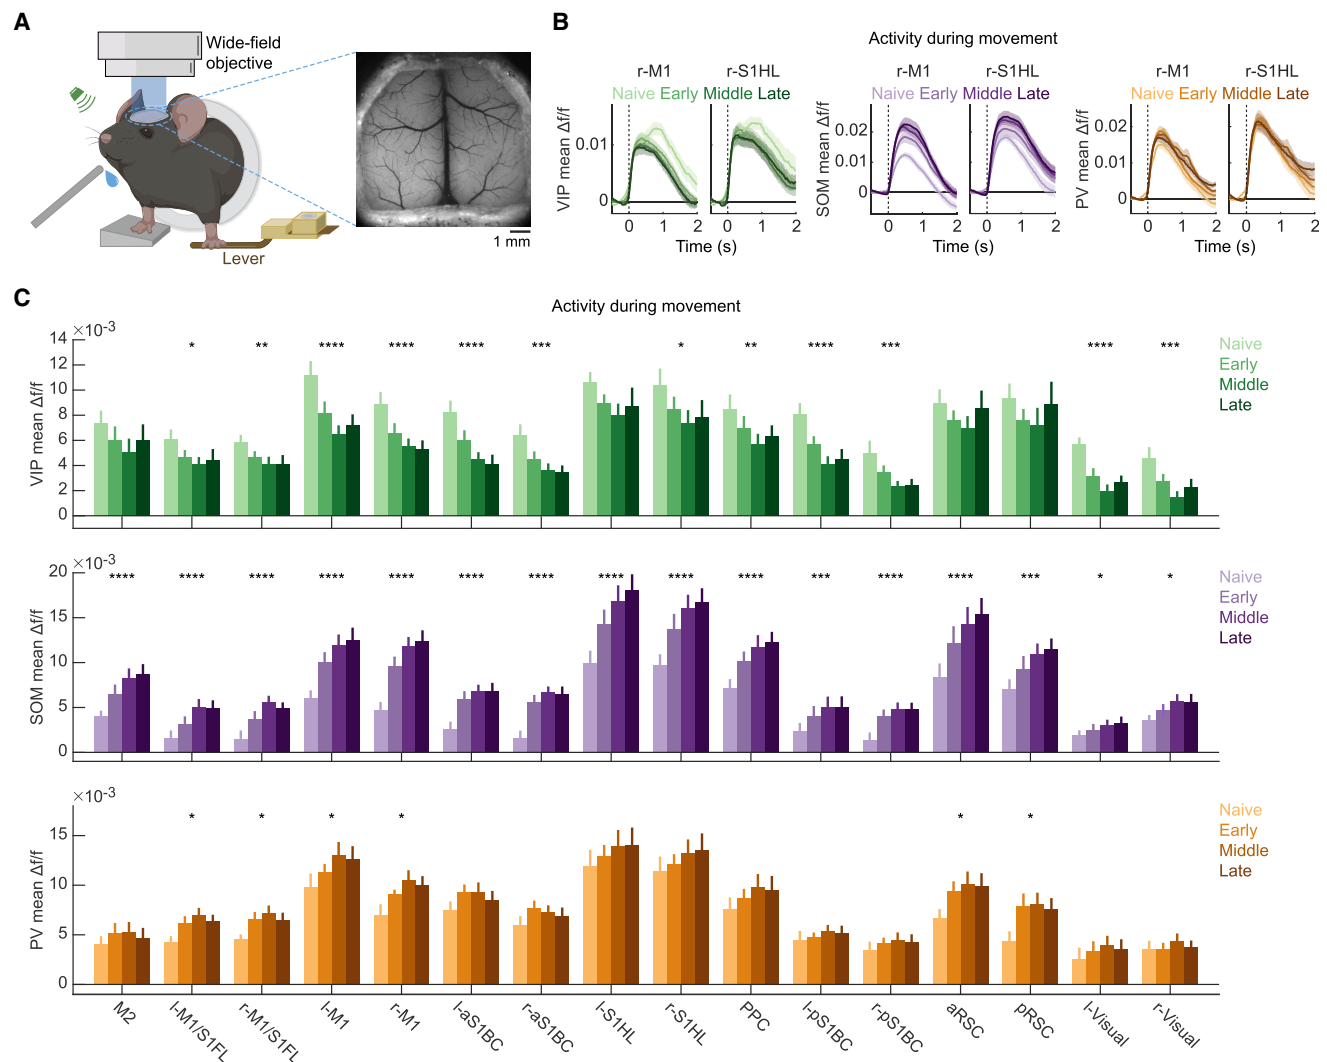 A
Wide-field
objective
Lever
1 mm
B
Activity during movement
r-M1 r-S1HL
Naive Early Middle Late
VIP mean Δf/f
0.01
0
0 1 2 0 1 2
Time (s)
r-M1 r-S1HL
Naive Early Middle Late
SOM mean Δf/f
0.02
0.01
0
0 1 2 0 1 2
Time (s)
r-M1 r-S1HL
Naive Early Middle Late
PV mean Δf/f
0.02
0.01
0
0 1 2 0 1 2
Time (s)
C
Activity during movement
×10⁻³
VIP mean Δf/f
14
12
10
8
6
4
2
0
* ** **** **** **** *** * ** **** *** **** ***
Naive
Early
Middle
Late
×10⁻³
SOM mean Δf/f
20
15
10
5
0
**** **** **** **** **** **** **** **** **** **** *** **** **** *** * *
Naive
Early
Middle
Late
×10⁻³
PV mean Δf/f
15
10
5
0
* * * * * *
Naive
Early
Middle
Late
M2
l-M1/S1FL
r-M1/S1FL
l-M1
r-M1
l-aS1BC
r-aS1BC
l-S1HL
r-S1HL
PPC
l-pS1BC
r-pS1BC
aRSC
pRSC
l-Visual
r-Visual